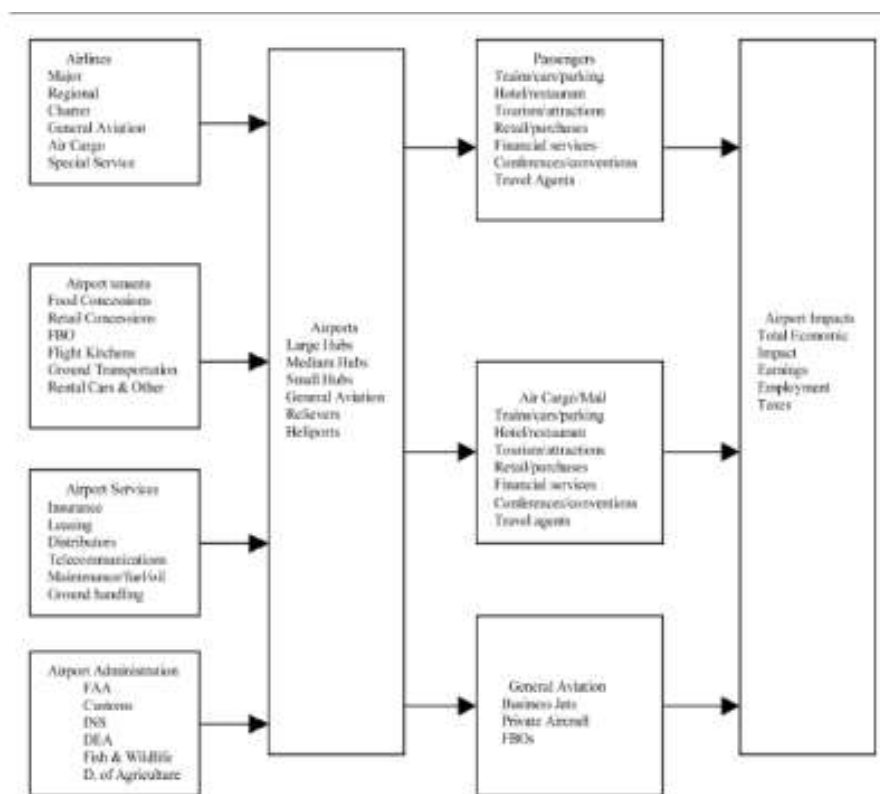 Airlines
Major
Regional
Charter
General Aviation
Air Cargo
Special Service
Airport tenants
Food Concessions
Retail Concessions
FBO
Flight Kitchens
Ground Transportation
Rental Cars & Other
Airport Services
Insurance
Leasing
Distributors
Telecommunications
Maintenance/fuel/oil
Ground handling
Airport Administration
FAA
Customs
INS
DEA
Fish & Wildlife
D. of Agriculture
Airports
Large Hubs
Medium Hubs
Small Hubs
General Aviation
Relievers
Heliports
Passengers
Trains/cars/parking
Hotel/restaurant
Tourism/attractions
Retail/purchases
Financial services
Conferences/conventions
Travel Agents
Air Cargo/Mail
Trains/cars/parking
Hotel/restaurant
Tourism/attractions
Retail/purchases
Financial services
Conferences/conventions
Travel agents
General Aviation
Business Jets
Private Aircraft
FBOs
Airport Impacts
Total Economic
Impact
Earnings
Employment
Taxes